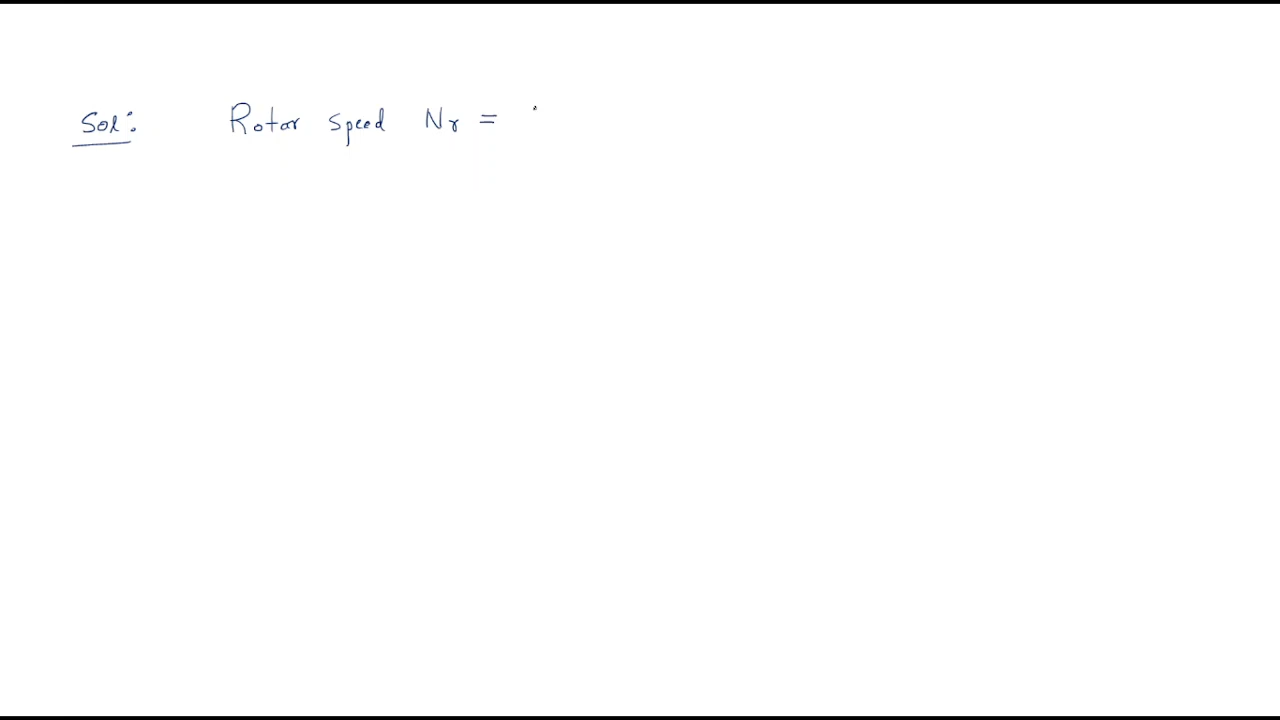 Sol: Rotor speed Nr =